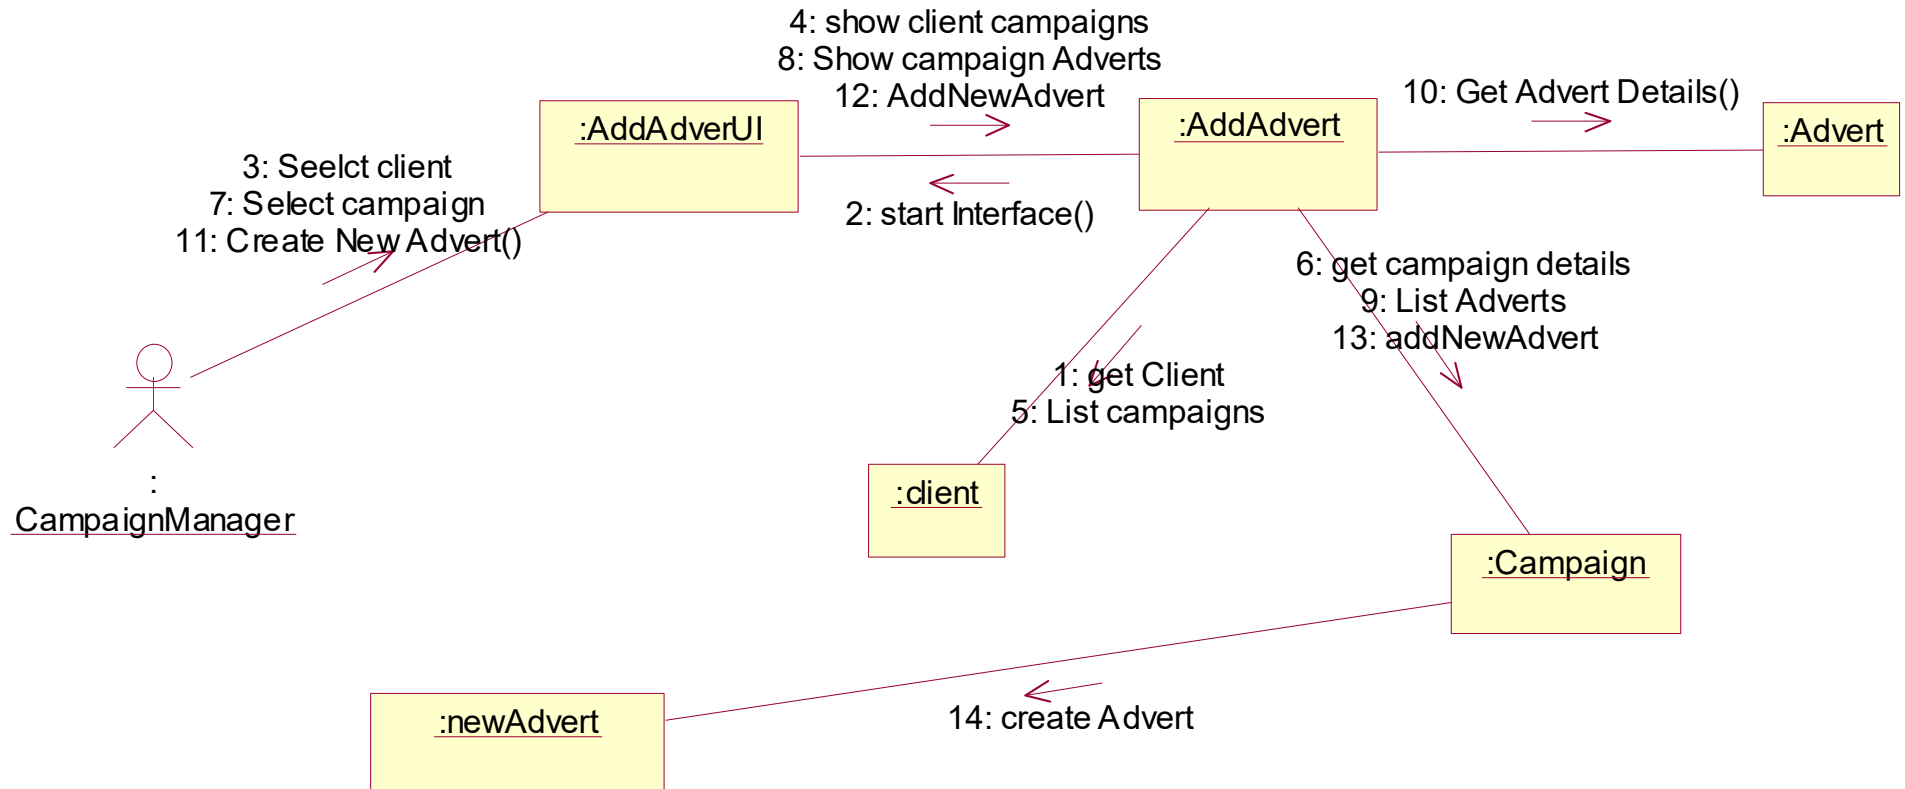 4: show client campaigns
8: Show campaign Adverts
12: AddNewAdvert
10: Get Advert Details()
:AddAdverUI
:AddAdvert
:Advert
3: Seelct client
7: Select campaign
11: Create New Advert()
2: start Interface()
6: get campaign details
9: List Adverts
13: addNewAdvert
1: get Client
5: List campaigns
:
CampaignManager
:client
:Campaign
:newAdvert
14: create Advert